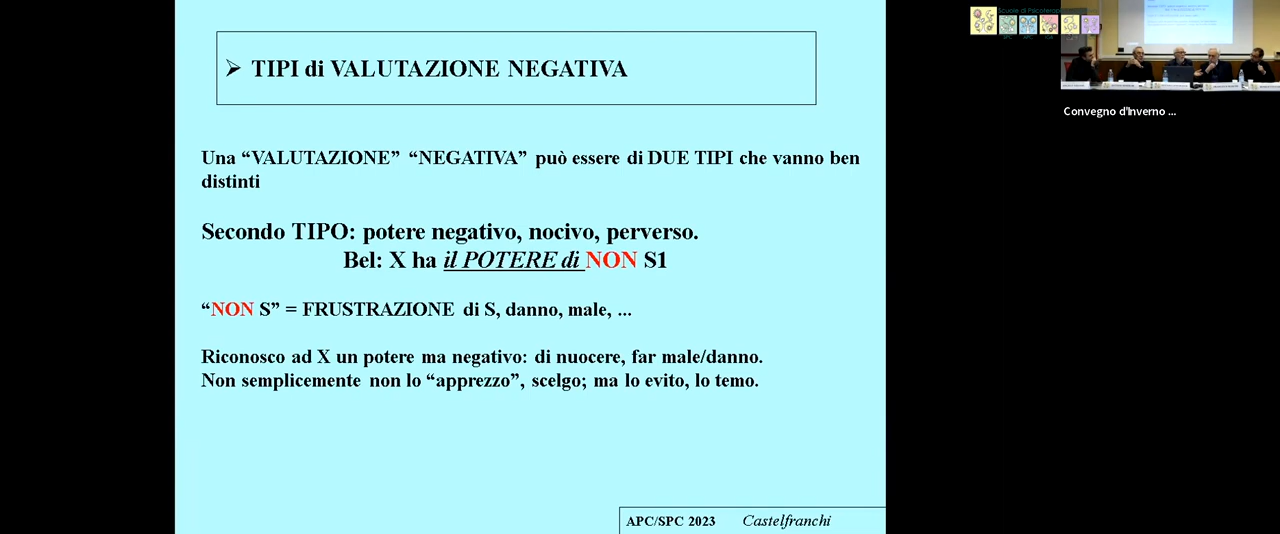 TIPI di VALUTAZIONE NEGATIVA
Una “VALUTAZIONE” “NEGATIVA” può essere di DUE TIPI che vanno ben
distinti
Secondo TIPO: potere negativo, nocivo, perverso.
Bel: X ha il POTERE di NON S1
“NON S” = FRUSTRAZIONE di S, danno, male, ...
Riconosco ad X un potere ma negativo: di nuocere, far male/danno.
Non semplicemente non lo “apprezzo”, scelgo; ma lo evito, lo temo.
APC/SPC 2023 Castelfranchi
Scuole di Psicoterapia
Convegno d'Inverno ...